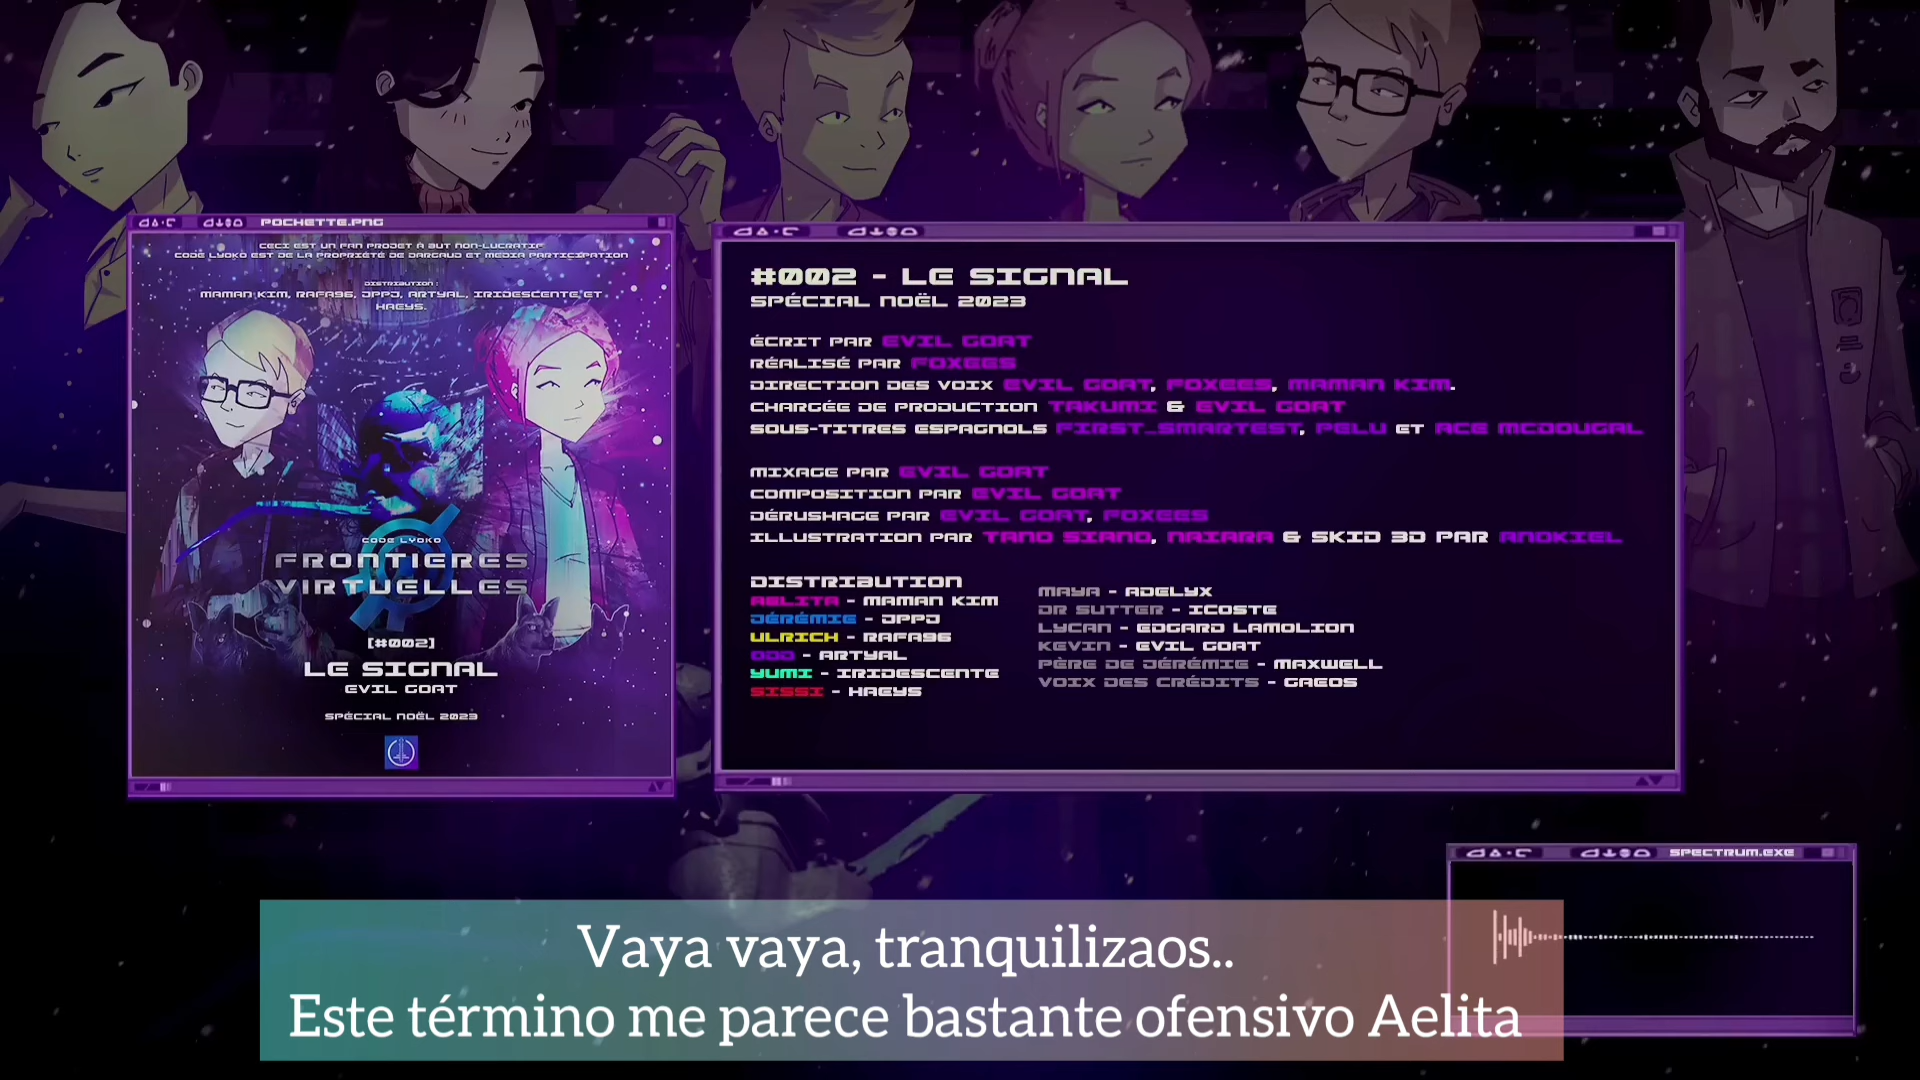 POCHETTE.PNG
CECI EST UN FAN PROJET À BUT NON-LUCRATIF
CODE LYOKO EST DE LA PROPRIÉTÉ DE DARGAUD ET MEDIA PARTICIPATION
DISTRIBUTION :
MAMAN KIM, RAFA96, JPPJ, ARTYAL, IRIDESCENTE ET
HAEYS.
CODE LYOKO
FRONTIERES
VIRTUELLES
[#002]
LE SIGNAL
EVIL GOAT
SPÉCIAL NOËL 2023
#002 - LE SIGNAL
SPÉCIAL NOËL 2023
ÉCRIT PAR EVIL GOAT
RÉALISÉ PAR FOXEES
DIRECTION DES VOIX EVIL GOAT, FOXEES, MAMAN KIM.
CHARGÉE DE PRODUCTION TAKUMI & EVIL GOAT
SOUS-TITRES ESPAGNOLS FIRST_SMARTEST, PGLU ET ACE MCDOUGAL
MIXAGE PAR EVIL GOAT
COMPOSITION PAR EVIL GOAT
DÉRUSHAGE PAR EVIL GOAT, FOXEES
ILLUSTRATION PAR TANO SIANO, NAIARA & SKID 3D PAR ANOKIEL
DISTRIBUTION
AELITA - MAMAN KIM
JÉRÉMIE - JPPJ
ULRICH - RAFA96
ODD - ARTYAL
YUMI - IRIDESCENTE
SISSI - HAEYS
MAYA - ADELYX
DR SUTTER - ICOSTE
LYCAN - EDGARD LAMOLION
KEVIN - EVIL GOAT
PÈRE DE JÉRÉMIE - MAXWELL
VOIX DES CRÉDITS - GAEOS
SPECTRUM.EXE
Vaya vaya, tranquilizaos..
Este término me parece bastante ofensivo Aelita